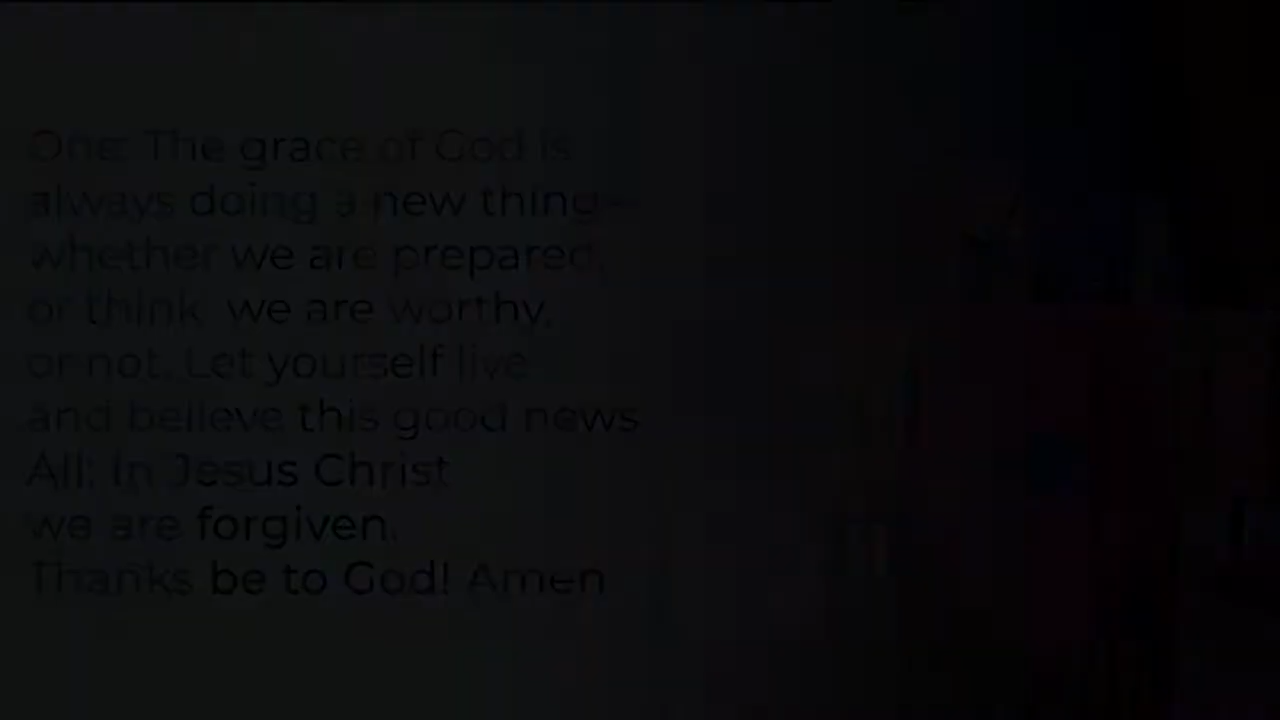 One: The grace of God is
always doing a new thing–
whether we are prepared,
or think we are worthy,
or not. Let yourself live
and believe this good news
All: In Jesus Christ
we are forgiven.
Thanks be to God! Amen